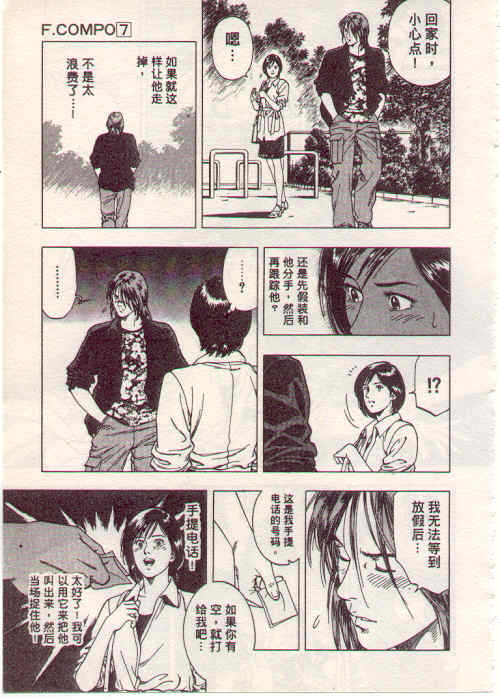 F.COMPO 7
回家时，
小心点！
嗯…
如果就这
样让他走
掉，
不是太
浪费了……
还是先假装和
他分手，然后
再跟踪他？
……？
…………
!?
我无法等到
放假后…
这是我手提
电话的号码。
如果你有
空，就打
给我吧…
手提电话！
太好了！我可
以用它来把他
叫出来，然后
当场捉住他！